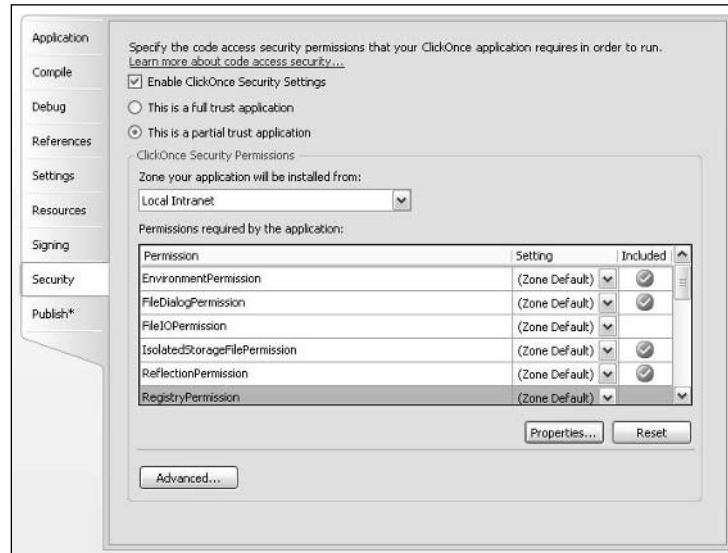 Application
Compile
Debug
References
Settings
Resources
Signing
Security
Publish*
Specify the code access security permissions that your ClickOnce application requires in order to run.
Learn more about code access security...
Enable ClickOnce Security Settings
This is a full trust application
This is a partial trust application
ClickOnce Security Permissions
Zone your application will be installed from:
Local Intranet
Permissions required by the application:
Permission Setting Included
EnvironmentPermission (Zone Default)
FileDialogPermission (Zone Default)
FileIOPermission (Zone Default)
IsolatedStorageFilePermission (Zone Default)
ReflectionPermission (Zone Default)
RegistryPermission (Zone Default)
Properties... Reset
Advanced...